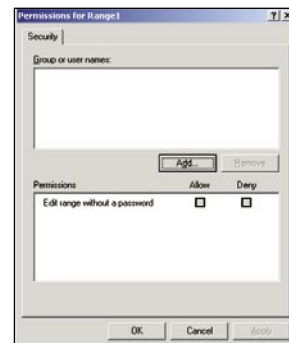 Permissions for Range1
Security
Group or user names:
Add... Remove
Permissions Allow Deny
Edit range without a password
OK Cancel Apply